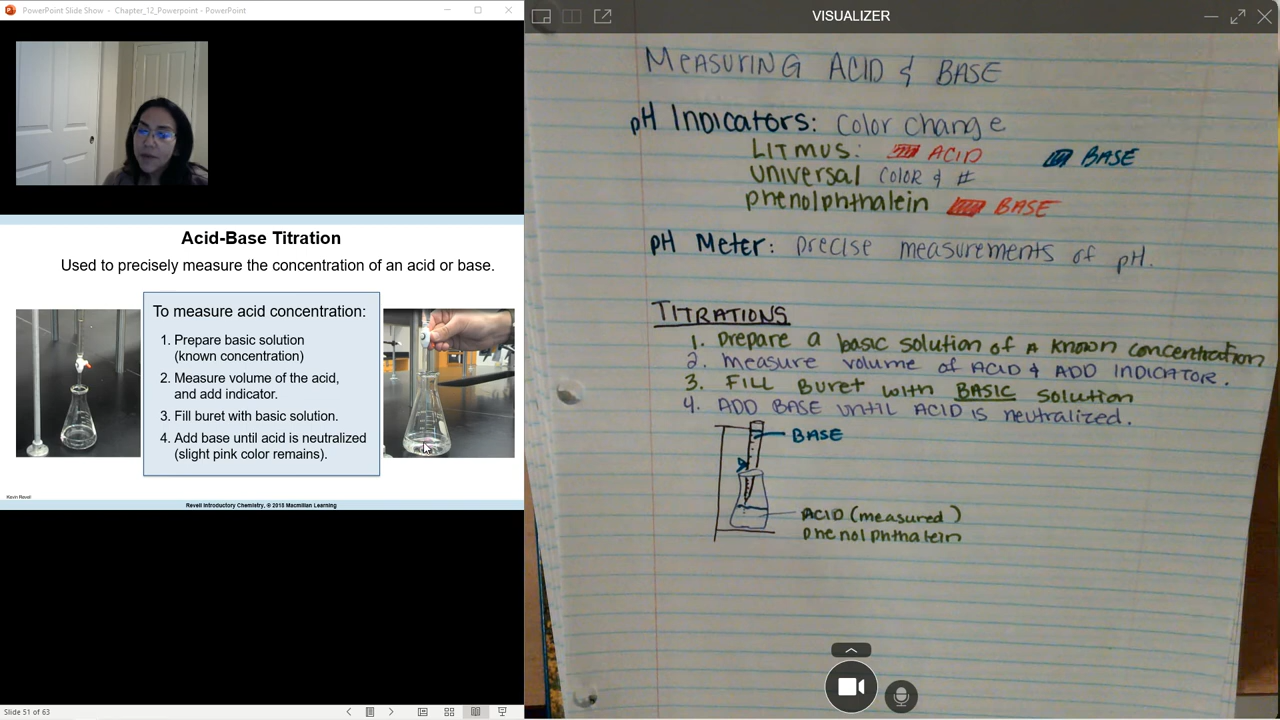 PowerPoint Slide Show - Chapter_12_Powerpoint - PowerPoint
Acid-Base Titration
Used to precisely measure the concentration of an acid or base.
To measure acid concentration:
1. Prepare basic solution
(known concentration)
2. Measure volume of the acid,
and add indicator.
3. Fill buret with basic solution.
4. Add base until acid is neutralized
(slight pink color remains).
Kevin Revell
Revell Introductory Chemistry, © 2018 Macmillan Learning
Slide 51 of 63
VISUALIZER
MEASURING ACID & BASE
pH INDICATORS: Color change
LITMUS: ACID BASE
UNIVERSAL COLOR & #
phenolphthalein BASE
pH Meter: precise measurements of pH.
TITRATIONS
1. Prepare a basic solution of A known concentration
2. Measure volume of ACID & ADD INDICATOR.
3. FILL Buret with BASIC solution
4. ADD BASE until ACID IS neutralized.
BASE
ACID (measured)
phenolphthalein